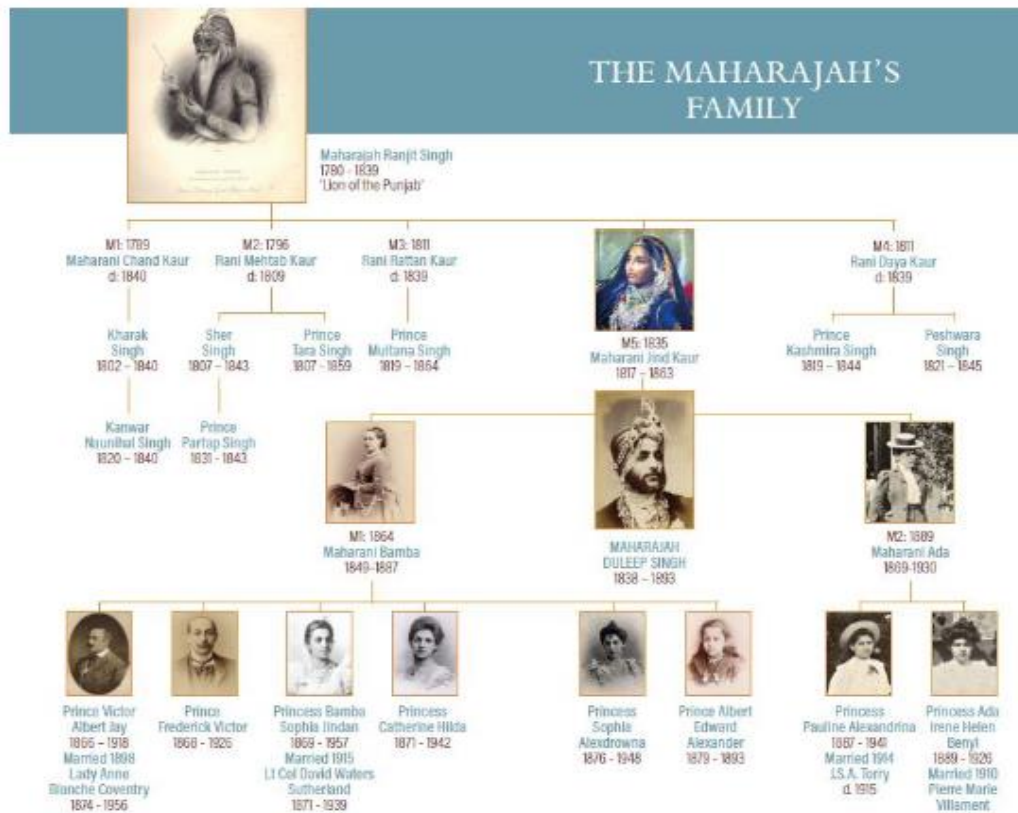 THE MAHARAJAH'S
FAMILY
Maharajah Ranjit Singh
1780 - 1839
'Lion of the Punjab'
M1: 1789
Maharani Chand Kaur
d: 1840
M2: 1796
Rani Mehtab Kaur
d: 1809
M3: 1811
Rani Rattan Kaur
d: 1839
M4: 1811
Rani Daya Kaur
d: 1839
M5: 1835
Maharani Jind Kaur
1817 - 1863
Kharak
Singh
1802 - 1840
Sher
Singh
1807 - 1843
Prince
Tara Singh
1807 - 1859
Prince
Multana Singh
1819 - 1864
Prince
Kashmira Singh
1819 - 1844
Peshwara
Singh
1821 - 1845
Kanwar
Naunihal Singh
1820 - 1840
Prince
Partap Singh
1831 - 1843
M1: 1864
Maharani Bamba
1849-1887
MAHARAJAH
DULEEP SINGH
1838 - 1893
M2: 1889
Maharani Ada
1869-1930
Prince Victor
Albert Jay
1866 - 1918
Married 1898
Lady Anne
Blanche Coventry
1874 - 1956
Prince
Frederick Victor
1868 - 1926
Princess Bamba
Sophia Jindan
1869 - 1957
Married 1915
Lt Col David Waters
Sutherland
1871 - 1939
Princess
Catherine Hilda
1871 - 1942
Princess
Sophia
Alexdrowna
1876 - 1948
Prince Albert
Edward
Alexander
1879 - 1893
Princess
Pauline Alexandrina
1887 - 1941
Married 1914
J.S.A. Torry
d. 1915
Princess Ada
Irene Helen
Benyl
1889 - 1926
Married 1910
Pierre Marie
Villament